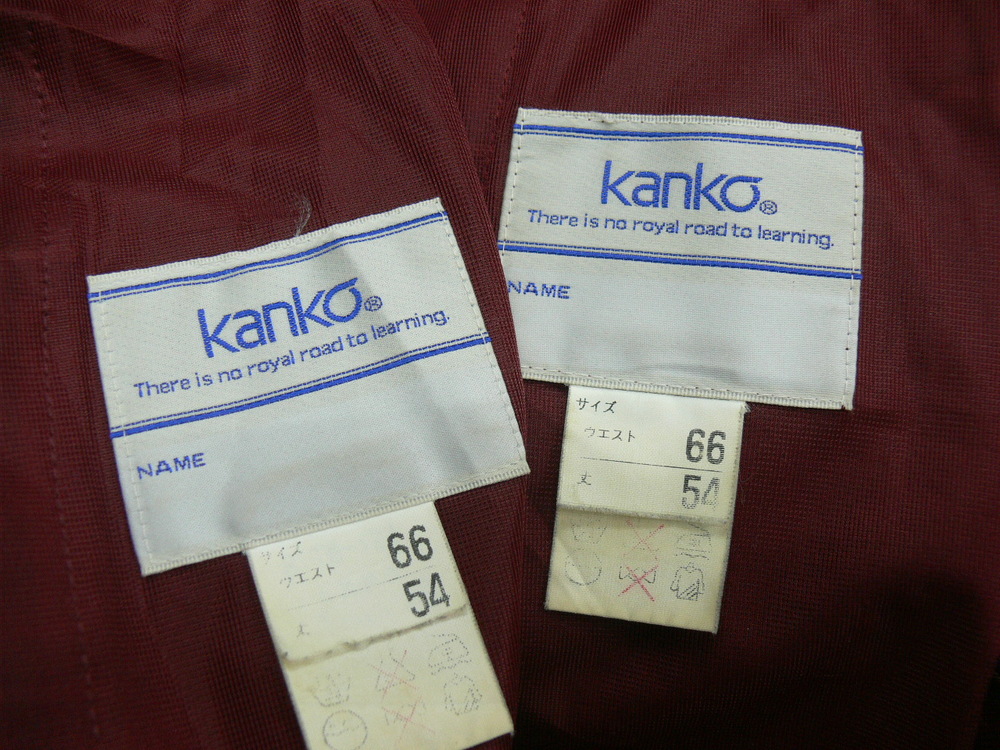 kanko®
There is no royal road to learning.
NAME
サイズ
ウエスト 66
丈 54
kanko®
There is no royal road to learning.
NAME
サイズ
ウエスト 66
丈 54